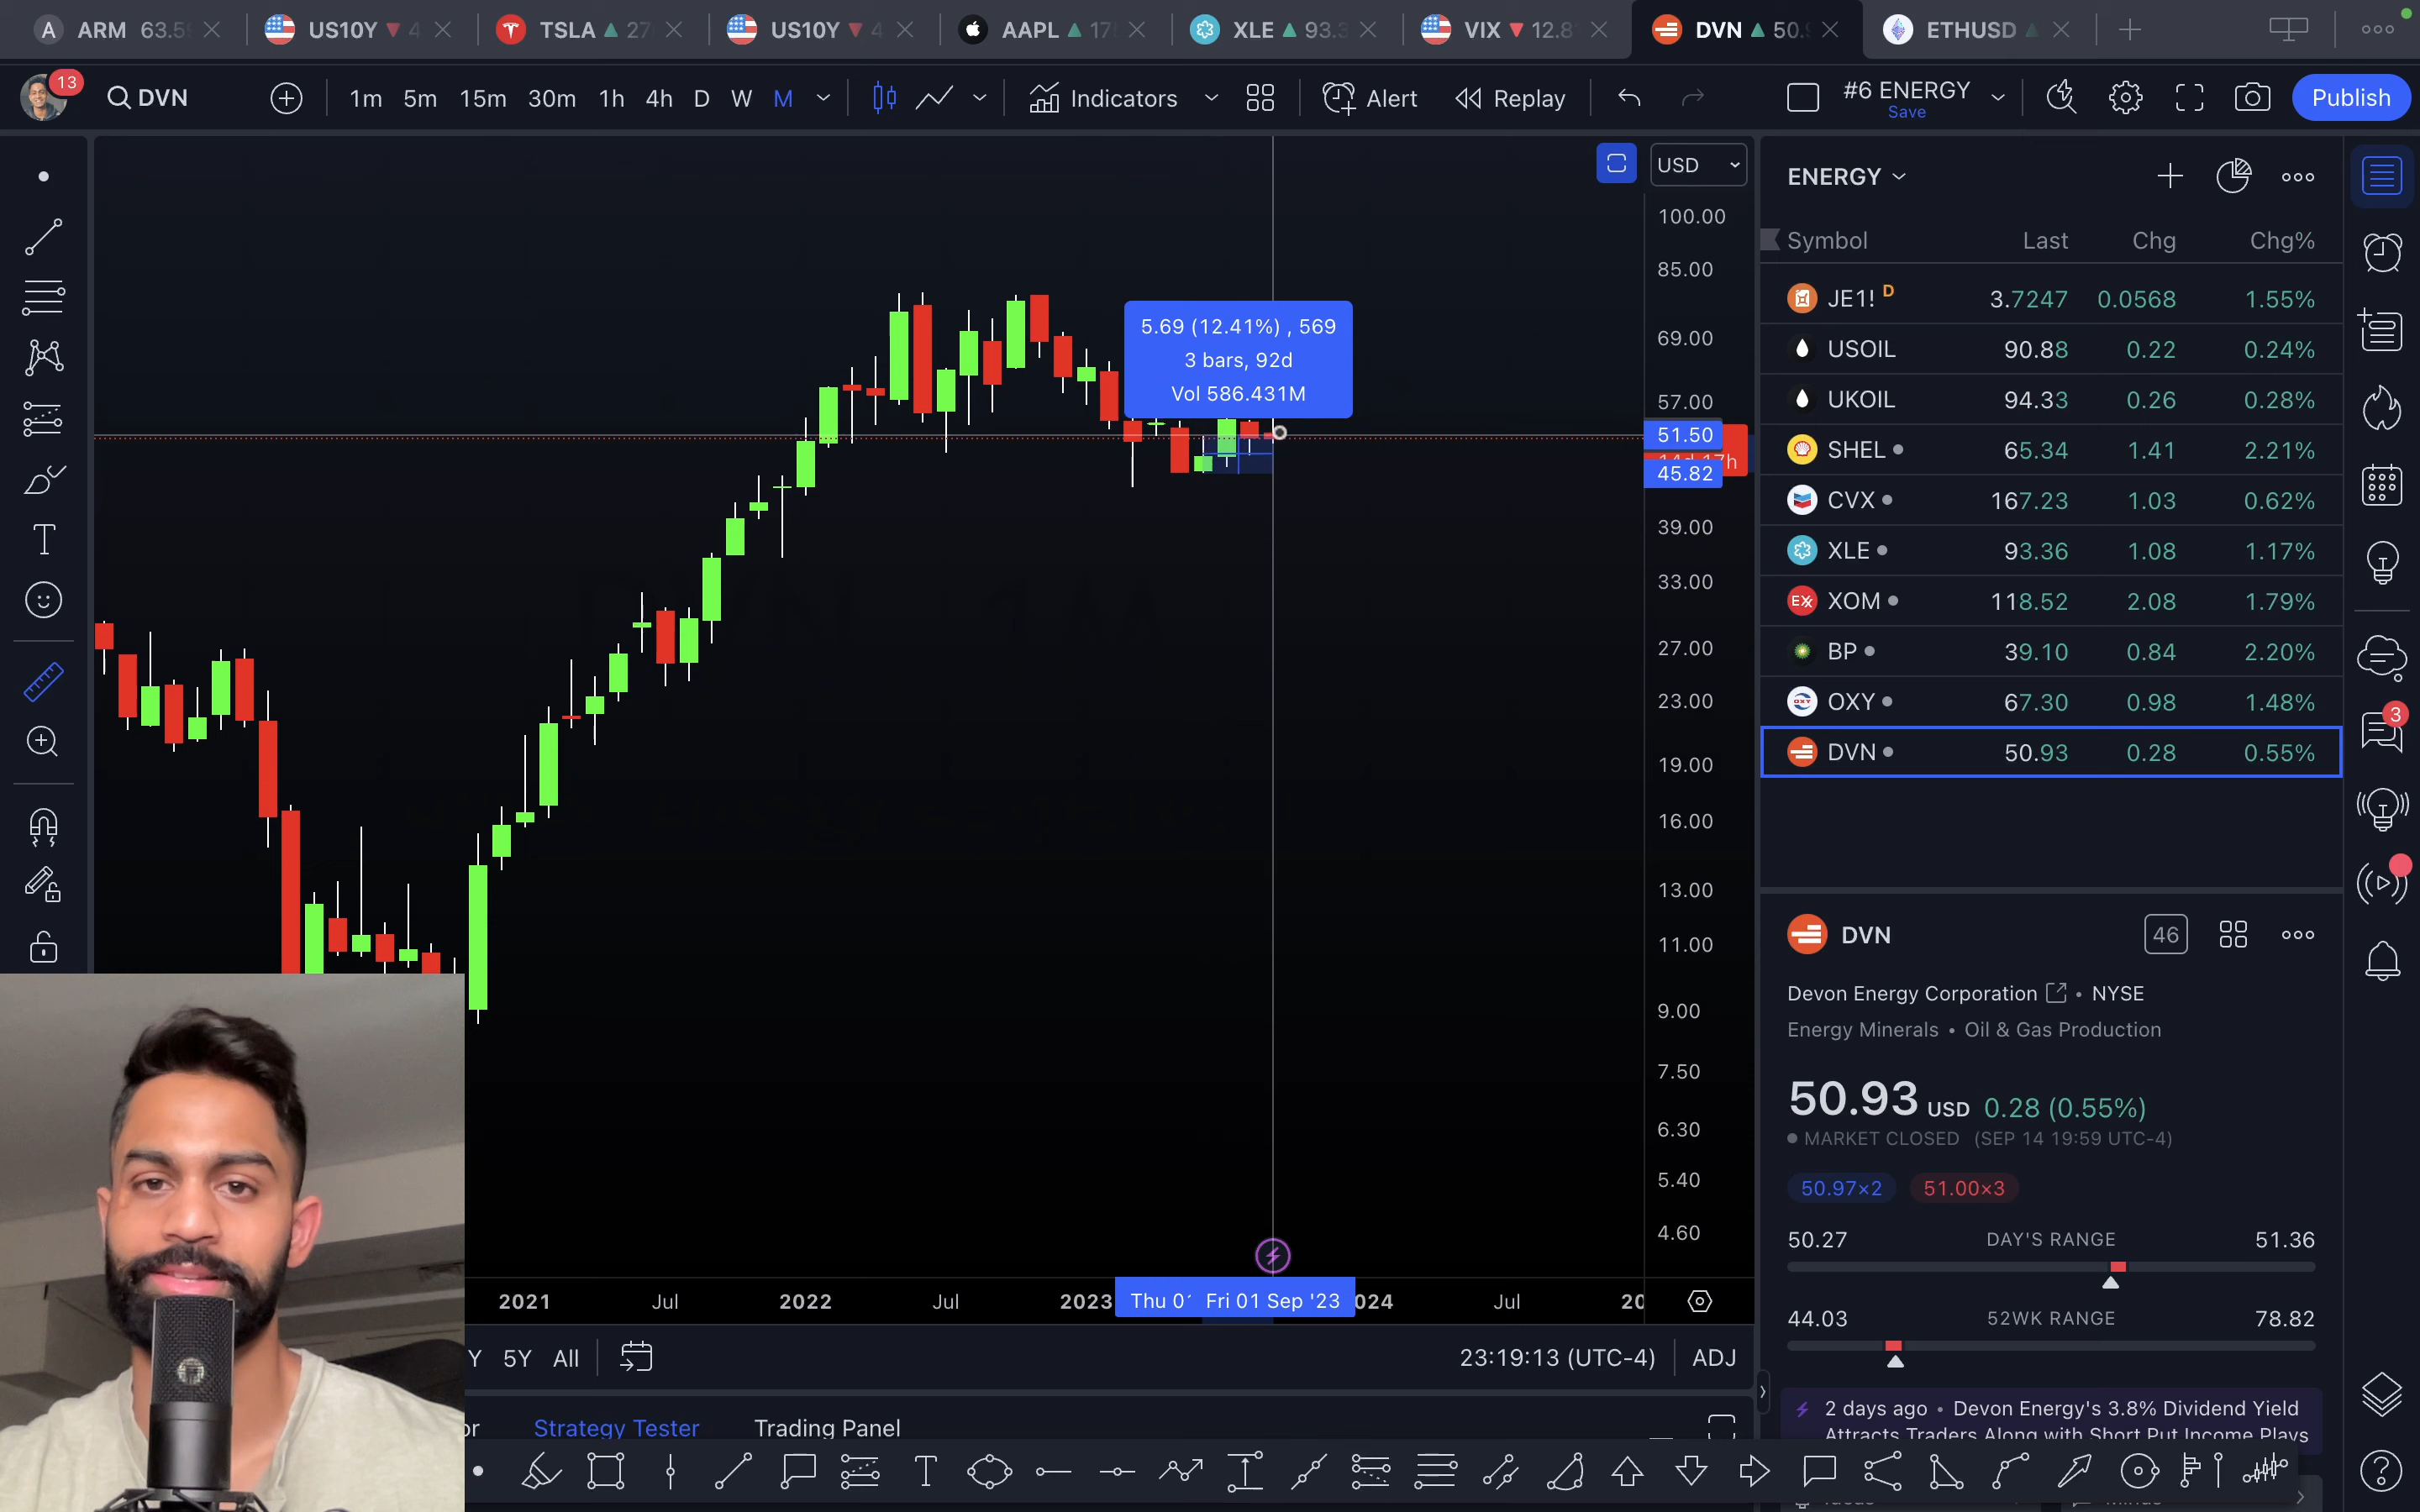 ARM 63.5
US10Y 4
TSLA 27
US10Y 4
AAPL 17
XLE 93.3
VIX 12.8
DVN 50.9
ETHUSD
13
DVN
1m 5m 15m 30m 1h 4h D W M
Indicators
Alert
Replay
#6 ENERGY
Save
Publish
USD
100.00
85.00
69.00
57.00
51.50
45.82
39.00
33.00
27.00
23.00
19.00
16.00
13.00
11.00
9.00
7.50
6.30
5.40
4.60
5.69 (12.41%) , 569
3 bars, 92d
Vol 586.431M
2021 Jul 2022 Jul 2023 Thu 0 Fri 01 Sep '23 024 Jul 20
Y 5Y All
23:19:13 (UTC-4) ADJ
or Strategy Tester Trading Panel
ENERGY
Symbol Last Chg Chg%
JE1! D 3.7247 0.0568 1.55%
USOIL 90.88 0.22 0.24%
UKOIL 94.33 0.26 0.28%
SHEL 65.34 1.41 2.21%
CVX 167.23 1.03 0.62%
XLE 93.36 1.08 1.17%
XOM 118.52 2.08 1.79%
BP 39.10 0.84 2.20%
OXY 67.30 0.98 1.48%
DVN 50.93 0.28 0.55%
3
DVN
46
Devon Energy Corporation • NYSE
Energy Minerals • Oil & Gas Production
50.93 USD 0.28 (0.55%)
MARKET CLOSED (SEP 14 19:59 UTC-4)
50.97×2 51.00×3
50.27 DAY'S RANGE 51.36
44.03 52WK RANGE 78.82
2 days ago • Devon Energy's 3.8% Dividend Yield
Attracts Traders Along with Short Put Income Plays